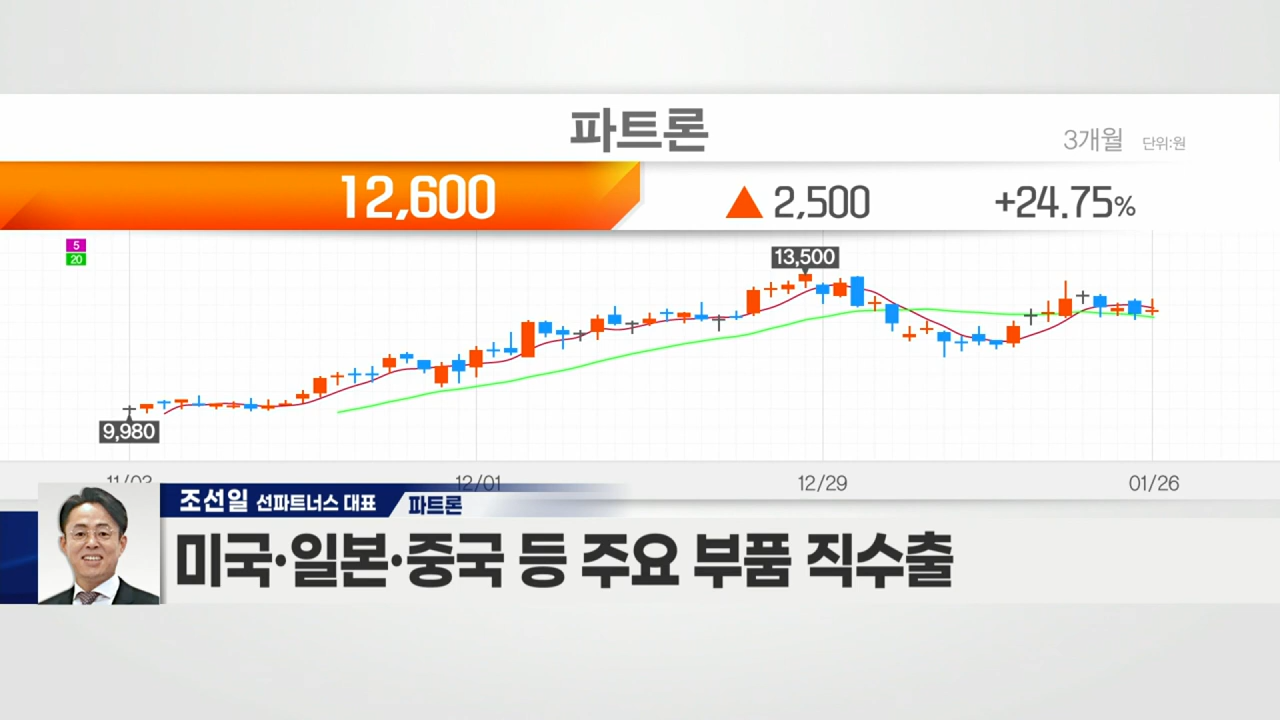 파트론
3개월 단위:원
12,600 ▲ 2,500 +24.75%
5
20
13,500
9,980
11/03 12/01 12/29 01/26
조선일 선파트너스 대표 파트론
미국·일본·중국 등 주요 부품 직수출